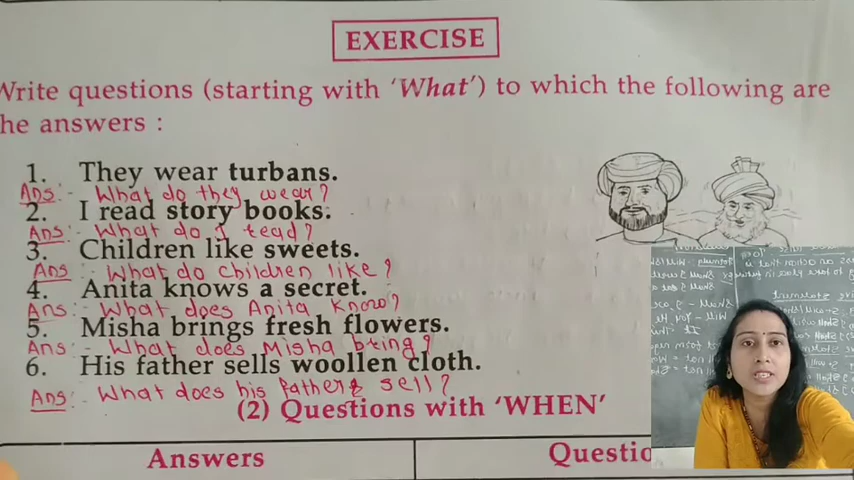 EXERCISE
Write questions (starting with 'What') to which the following are
he answers :
1. They wear turbans.
Ans:- What do they wear?
2. I read story books.
Ans:- What do I read?
3. Children like sweets.
Ans:- What do children like?
4. Anita knows a secret.
Ans:- What does Anita know?
5. Misha brings fresh flowers.
Ans:- What does Misha bring?
6. His father sells woollen cloth.
Ans:- What does his father sell?
(2) Questions with 'WHEN'
Answers Questio